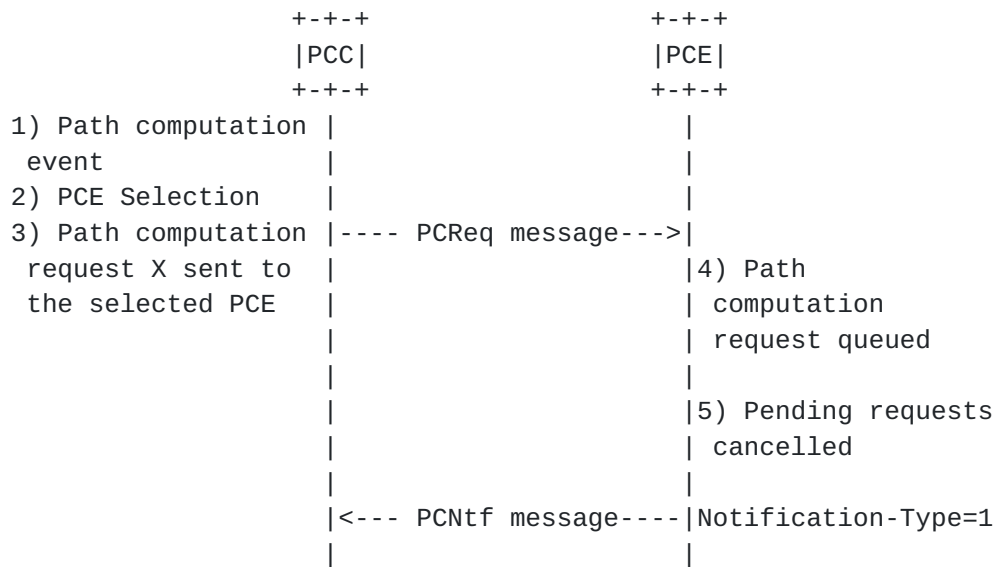 +-+-+                  +-+-+
|PCC|                  |PCE|
+-+-+                  +-+-+
1) Path computation |                      |
 event              |                      |
2) PCE Selection    |                      |
3) Path computation |---- PCReq message--->|
 request X sent to  |                      |4) Path
 the selected PCE   |                      | computation
                    |                      | request queued
                    |                      |
                    |                      |5) Pending requests
                    |                      | cancelled
                    |                      |
                    |<--- PCNtf message----|Notification-Type=1
                    |                      |